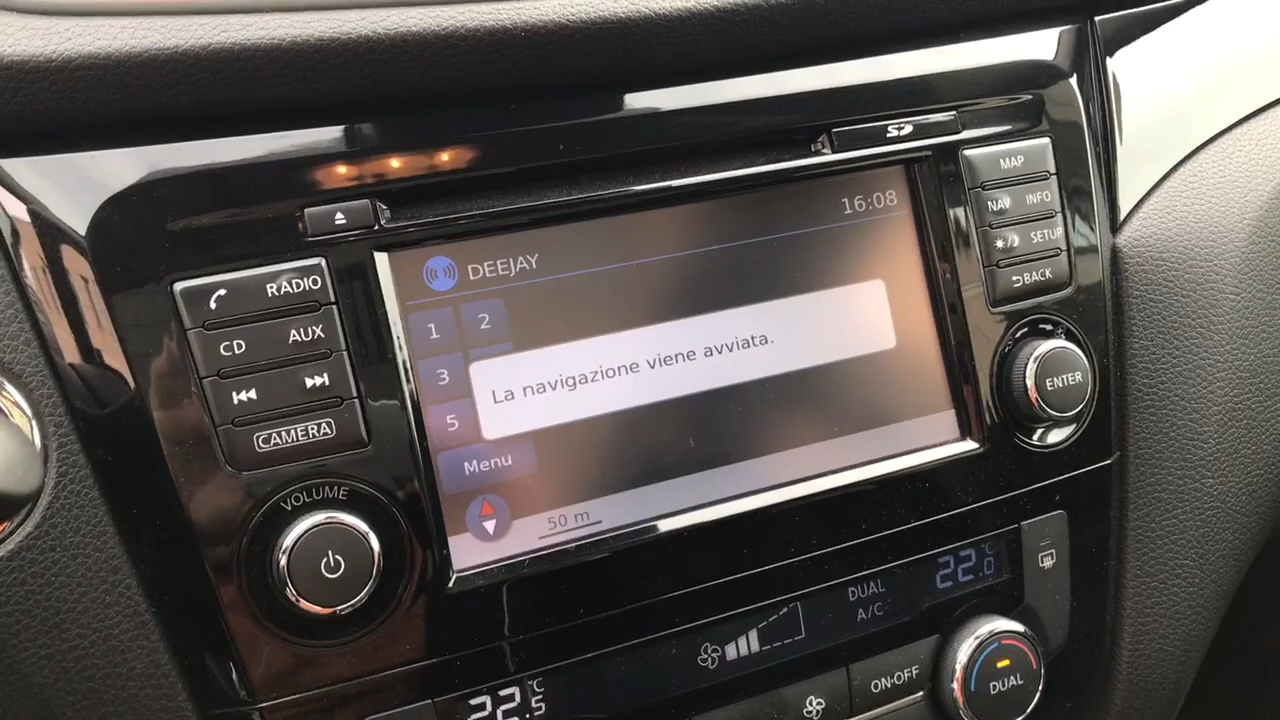 SD
MAP
NAV INFO
SETUP
BACK
ENTER
RADIO
CD AUX
CAMERA
VOLUME
16:08
DEEJAY
1 2
3
5
La navigazione viene avviata.
Menu
50 m
DUAL
A/C
22.0 °C
22.5 °C
ON·OFF
DUAL